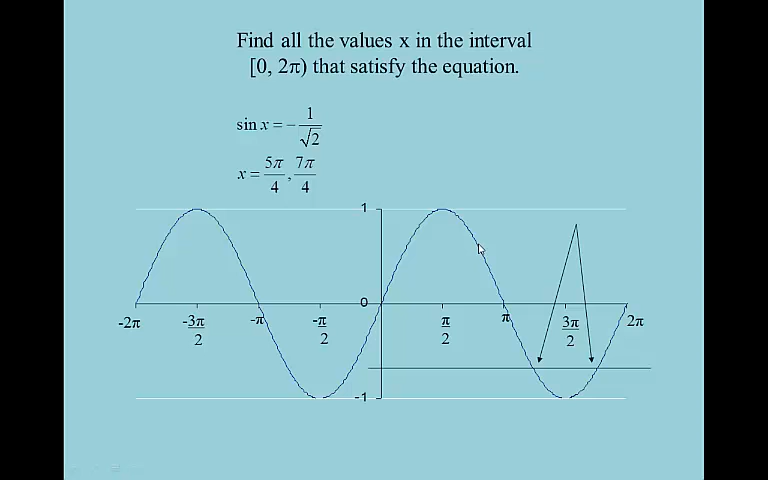 Find all the values x in the interval
[0, 2π) that satisfy the equation.
sin x = −1/√2
x = 5π/4, 7π/4
1
0
-2π -3π/2 -π -π/2 π/2 π 3π/2 2π
-1